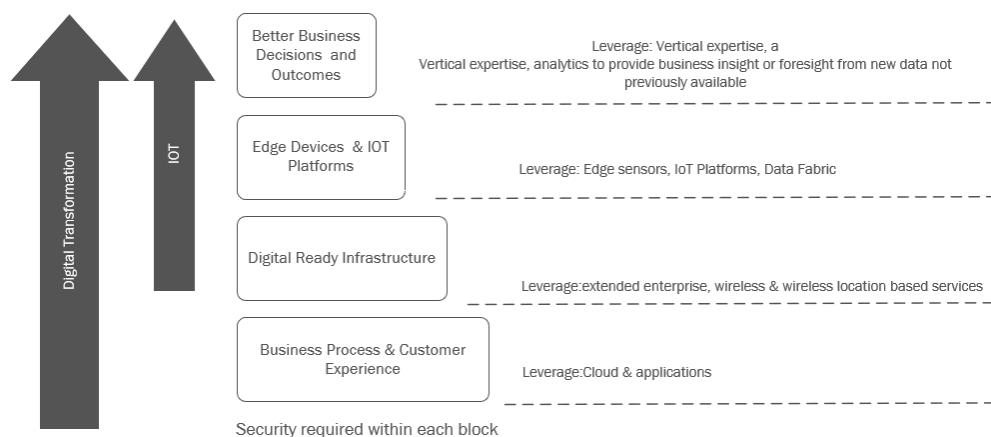 Digital Transformation
IOT
Better Business
Decisions and
Outcomes
Leverage: Vertical expertise, a
Vertical expertise, analytics to provide business insight or foresight from new data not
previously available
Edge Devices & IOT
Platforms
Leverage: Edge sensors, IoT Platforms, Data Fabric
Digital Ready Infrastructure
Leverage:extended enterprise, wireless & wireless location based services
Business Process & Customer
Experience
Leverage:Cloud & applications
Security required within each block